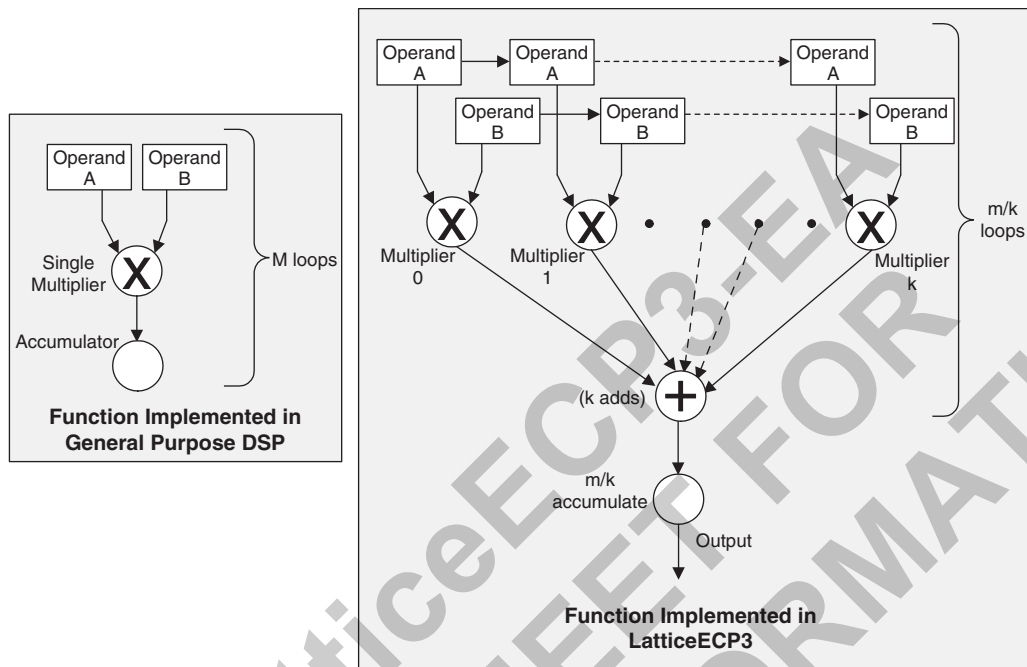 Operand
A
Operand
B
Single
Multiplier
X
Accumulator
M loops
Function Implemented in
General Purpose DSP
Operand
A
Operand
A
Operand
A
Operand
B
Operand
B
Operand
B
X
X
X
Multiplier
0
Multiplier
1
Multiplier
k
m/k
loops
(k adds)
+
m/k
accumulate
Output
Function Implemented in
LatticeECP3